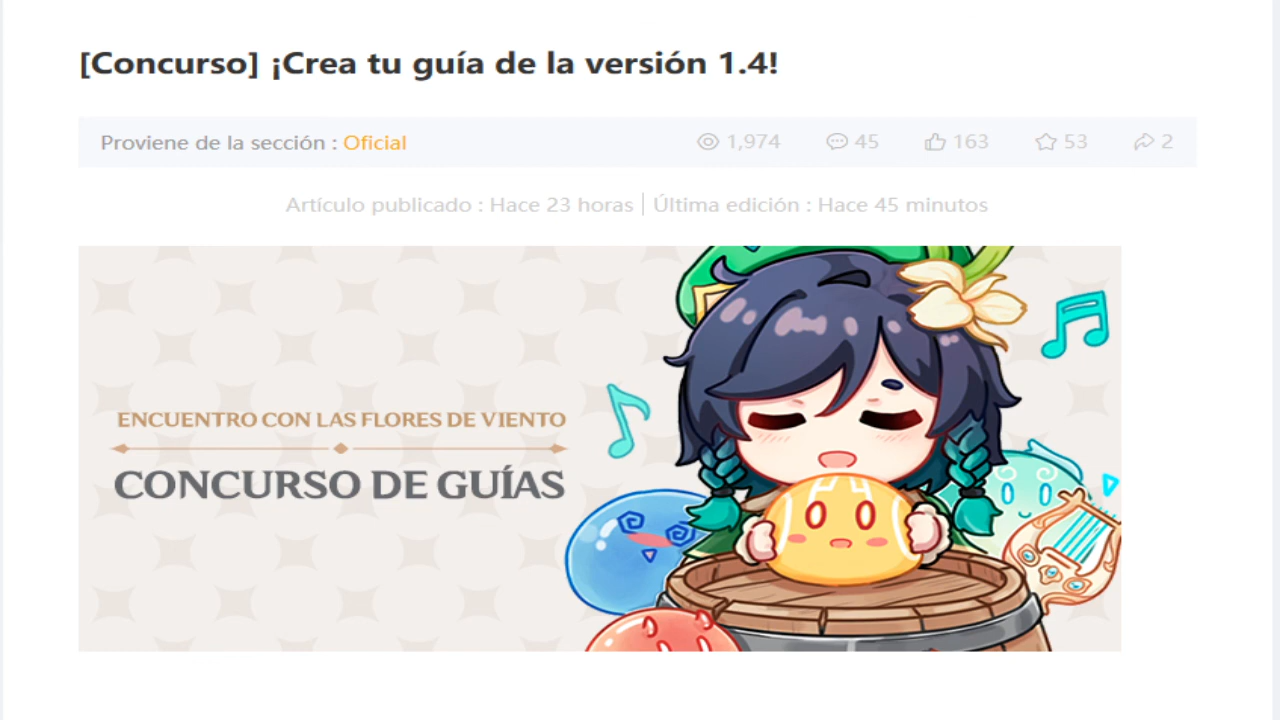 [Concurso] ¡Crea tu guía de la versión 1.4!
Proviene de la sección : Oficial 1,974 45 163 53 2
Artículo publicado : Hace 23 horas | Última edición : Hace 45 minutos
ENCUENTRO CON LAS FLORES DE VIENTO
CONCURSO DE GUÍAS